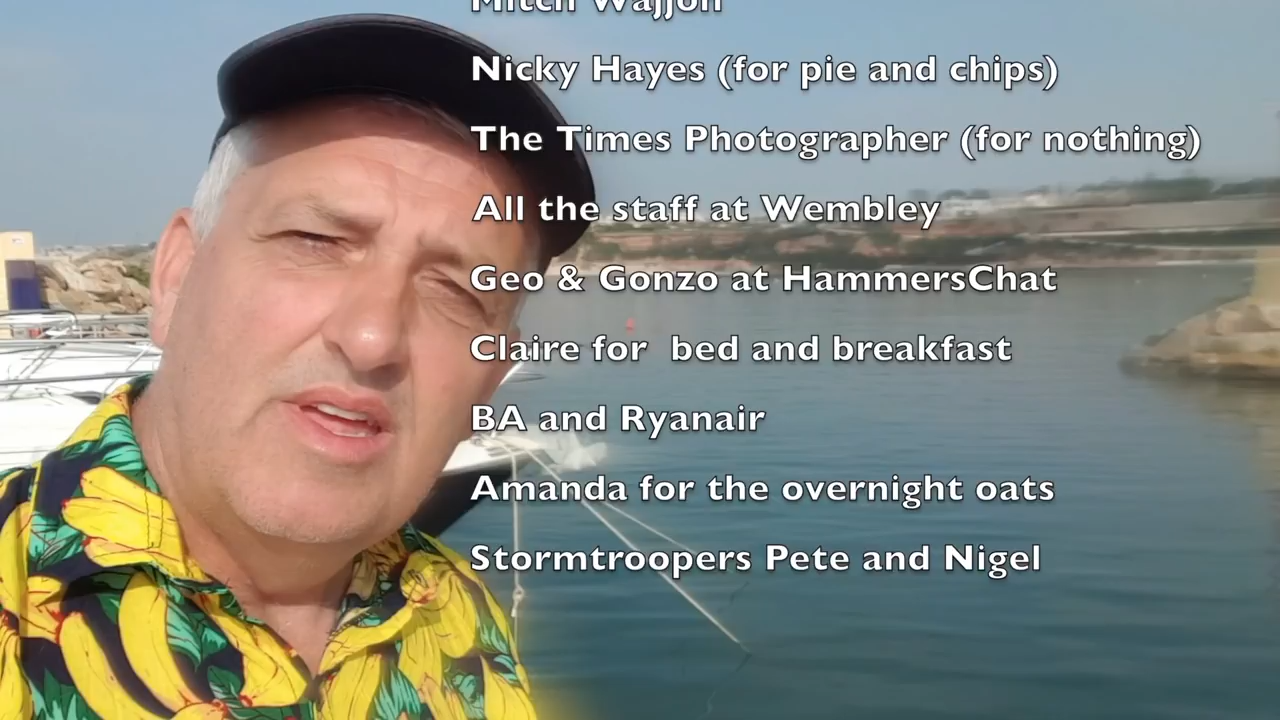 Nicky Hayes (for pie and chips)
The Times Photographer (for nothing)
All the staff at Wembley
Geo & Gonzo at HammersChat
Claire for  bed and breakfast
BA and Ryanair
Amanda for the overnight oats
Stormtroopers Pete and Nigel